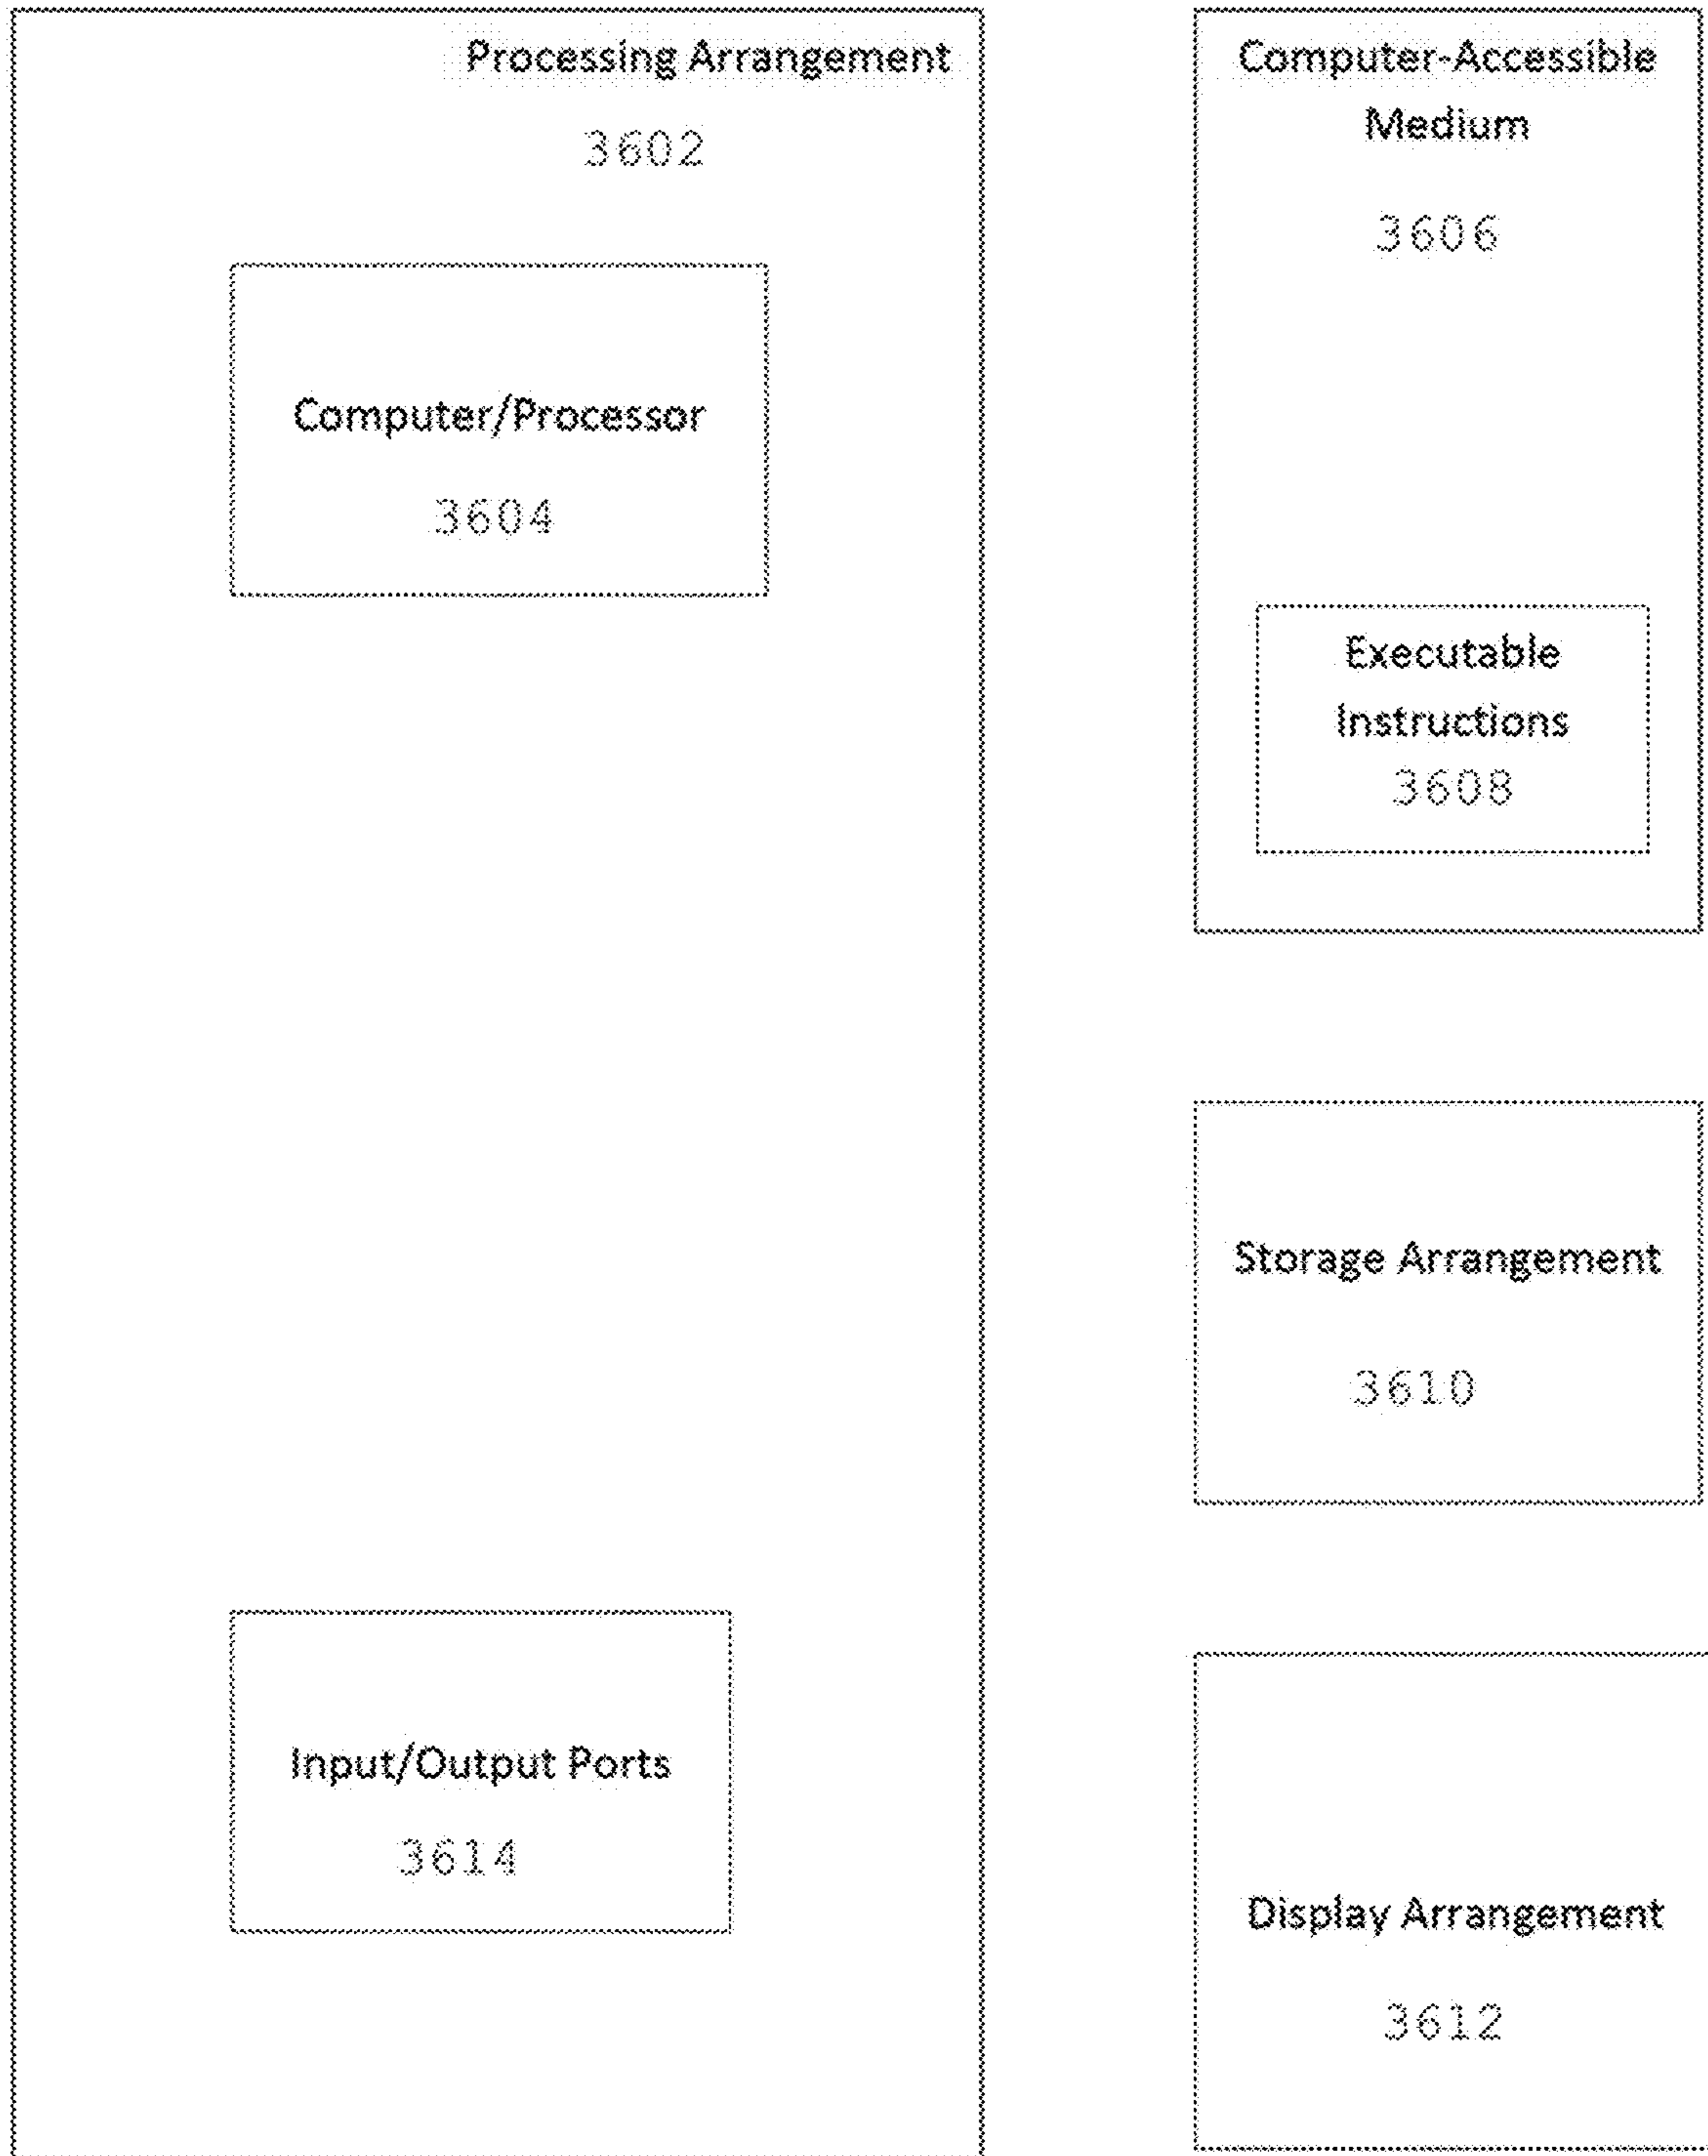 Processing Arrangement
3602
Computer/Processor
3604
Input/Output Ports
3614
Computer-Accessible
Medium
3606
Executable
Instructions
3608
Storage Arrangement
3610
Display Arrangement
3612